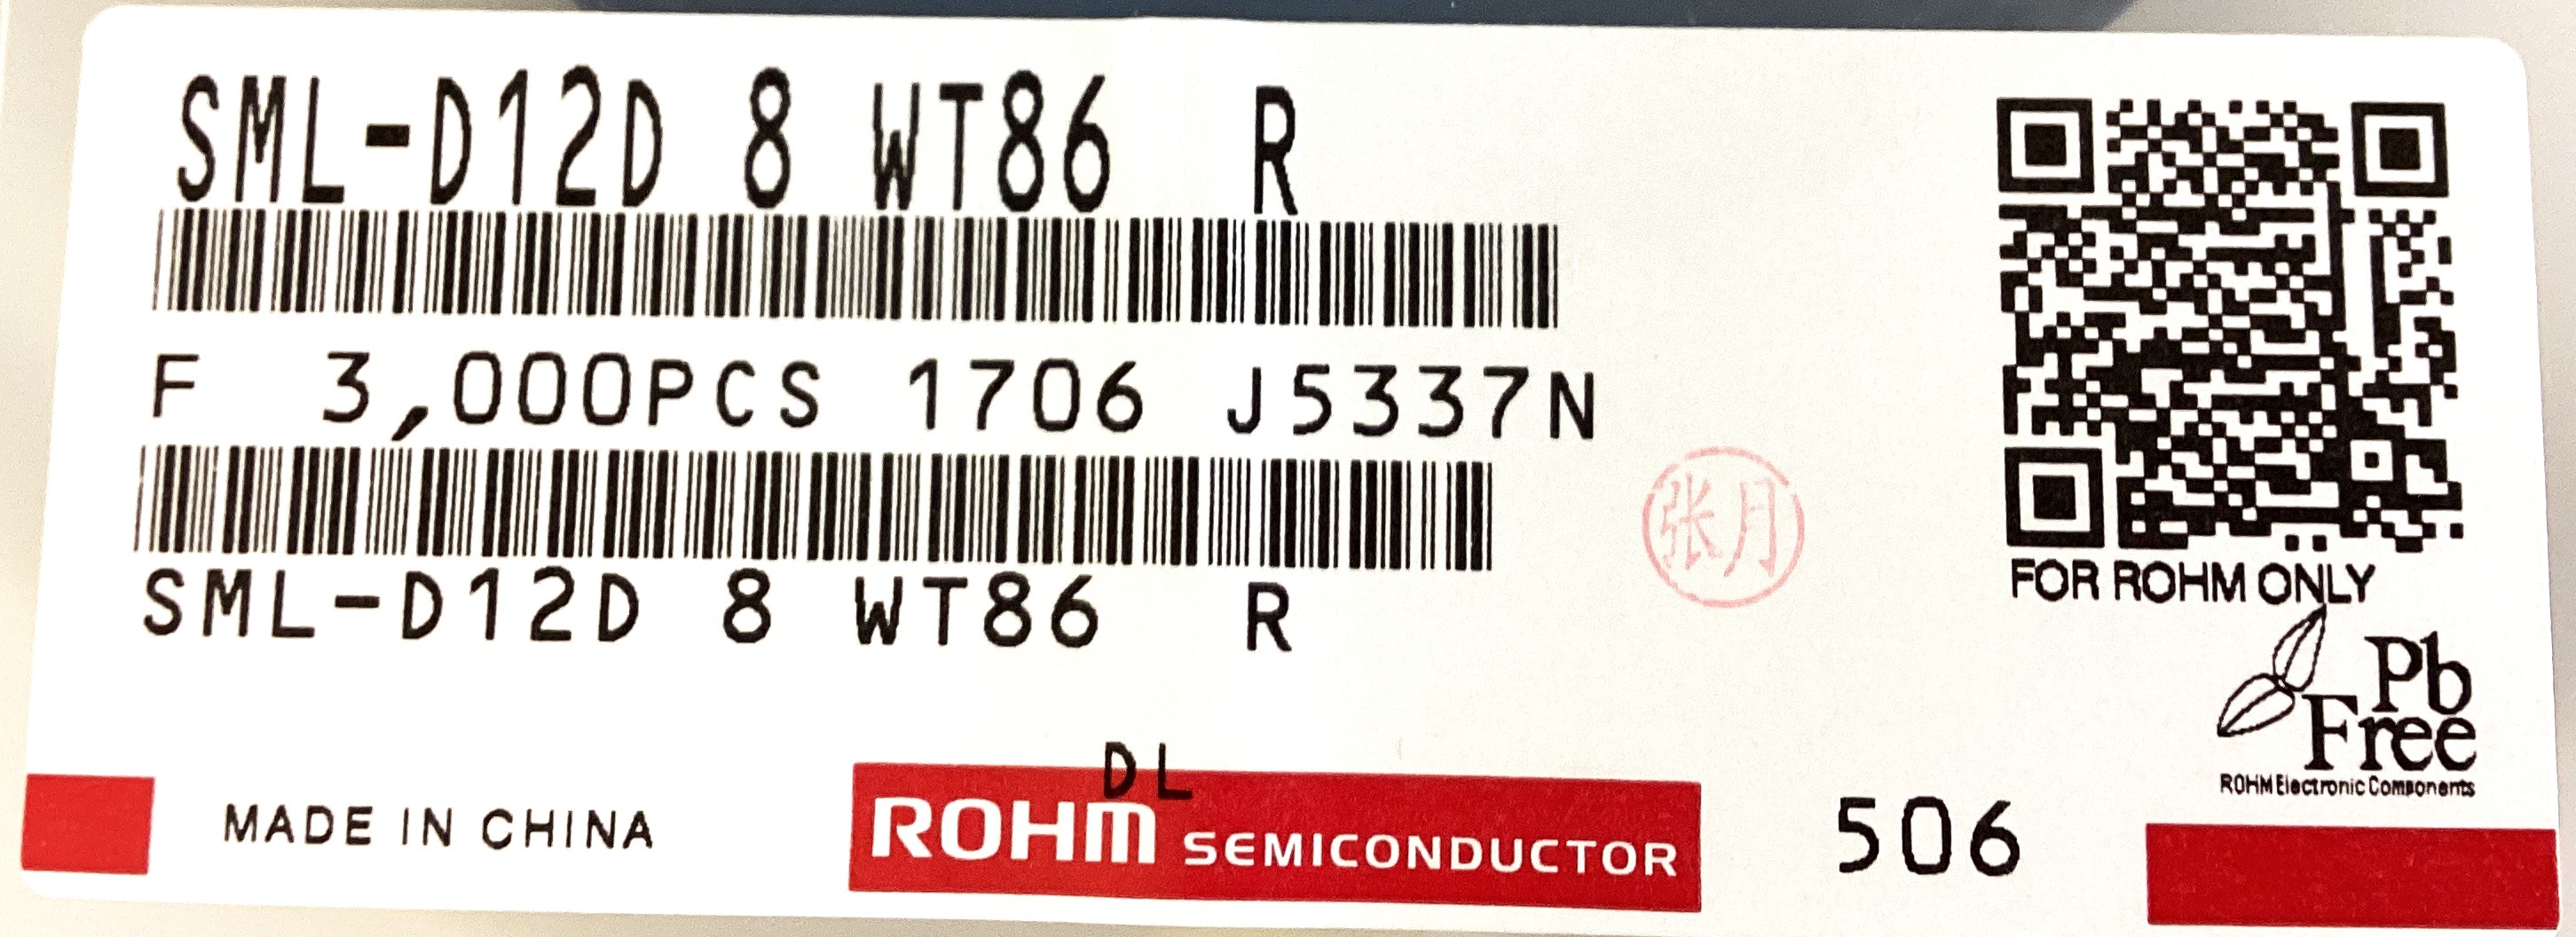 SML-D12D 8 WT86 R
F 3,000PCS 1706 J5337N
张月
SML-D12D 8 WT86 R
FOR ROHM ONLY
Pb
Free
ROHM Electronic Components
DL
MADE IN CHINA
ROHM SEMICONDUCTOR
506